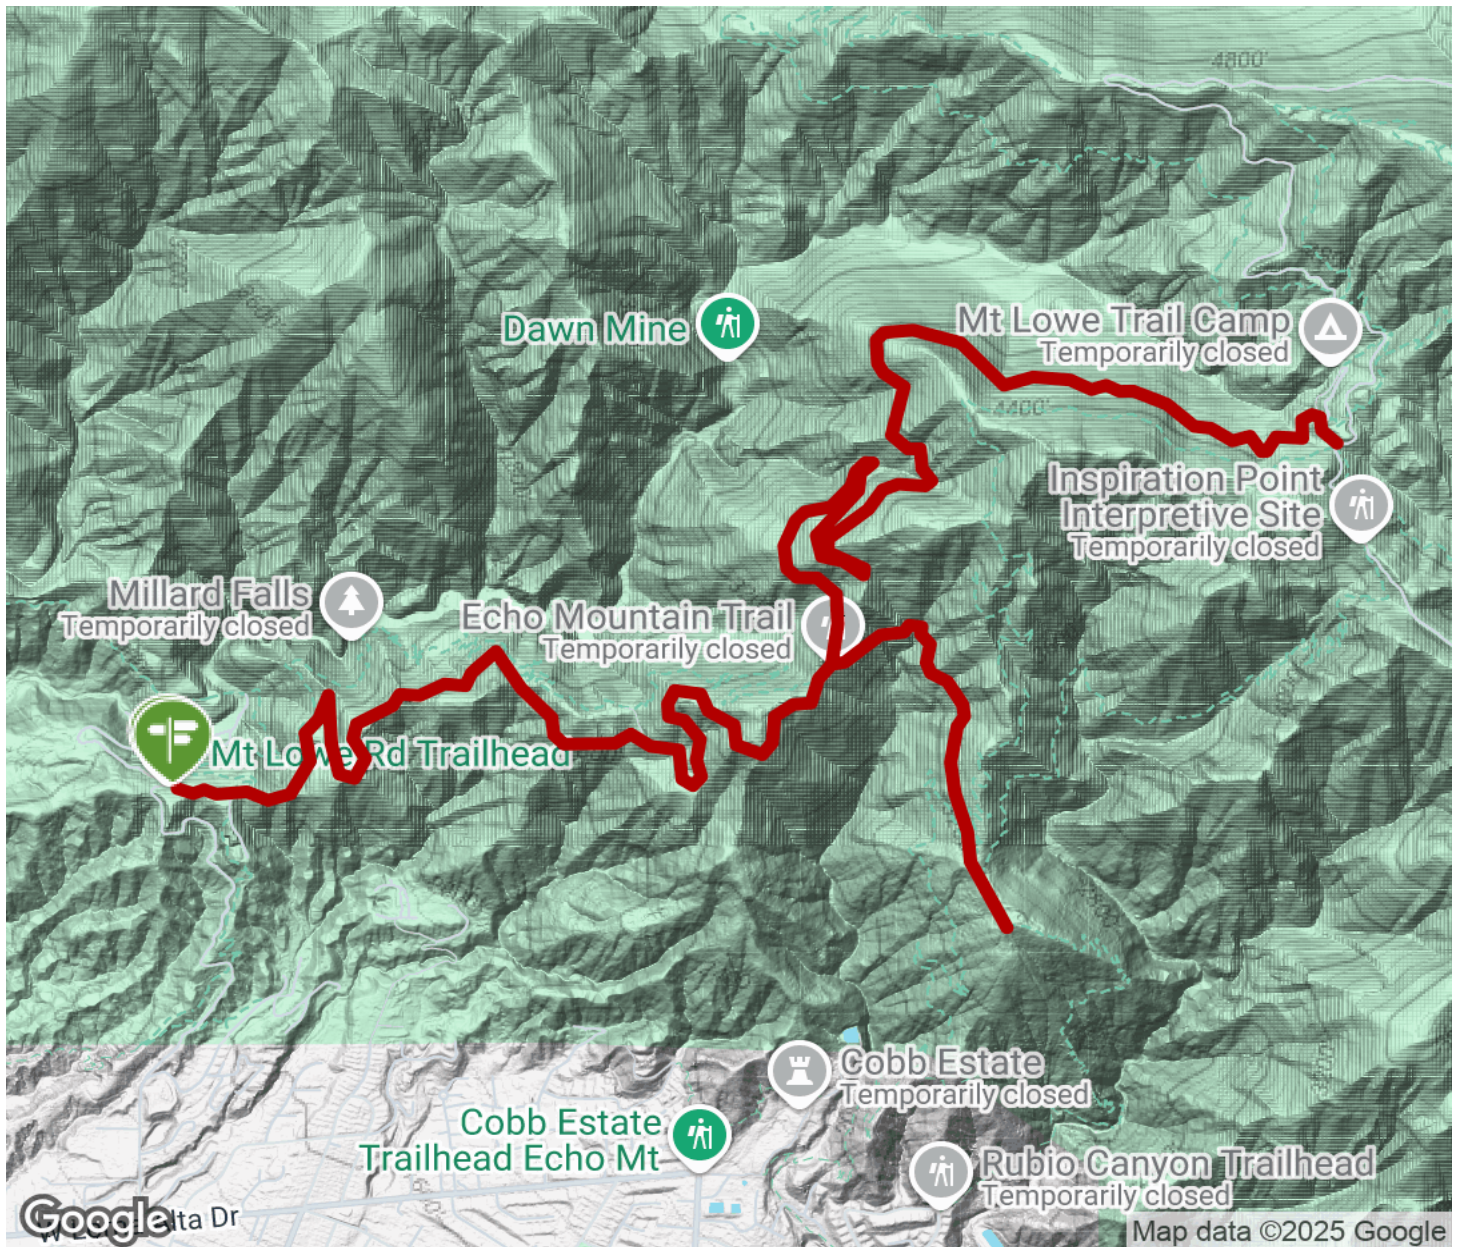 4800'
Mt Lowe Trail Camp
Temporarily closed
Dawn Mine
4400'
Inspiration Point
Interpretive Site
Temporarily closed
Millard Falls
Temporarily closed
Echo Mountain Trail
Temporarily closed
Mt Lowe Rd Trailhead
Cobb Estate
Temporarily closed
Cobb Estate
Trailhead Echo Mt
Rubio Canyon Trailhead
Temporarily closed
Google
Dr
Map data ©2025 Google